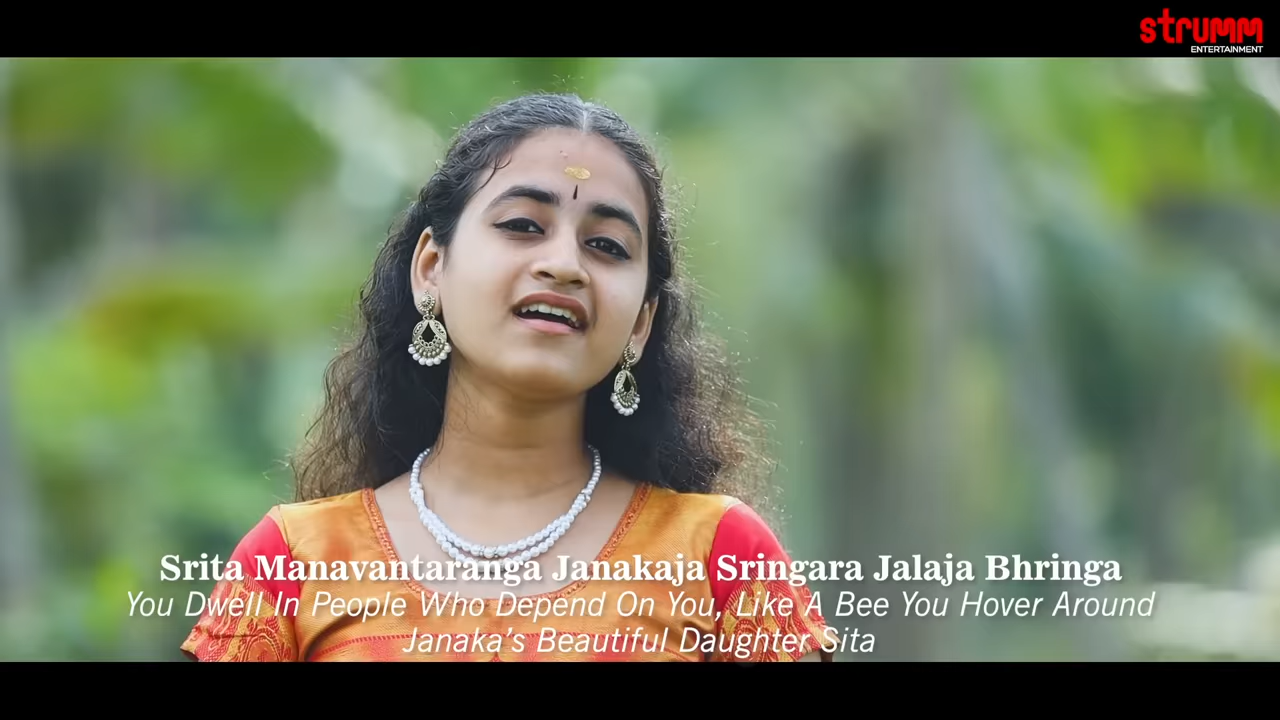 strumm
ENTERTAINMENT
Srita Manavantaranga Janakaja Sringara Jalaja Bhringa
You Dwell In People Who Depend On You, Like A Bee You Hover Around
Janaka's Beautiful Daughter Sita